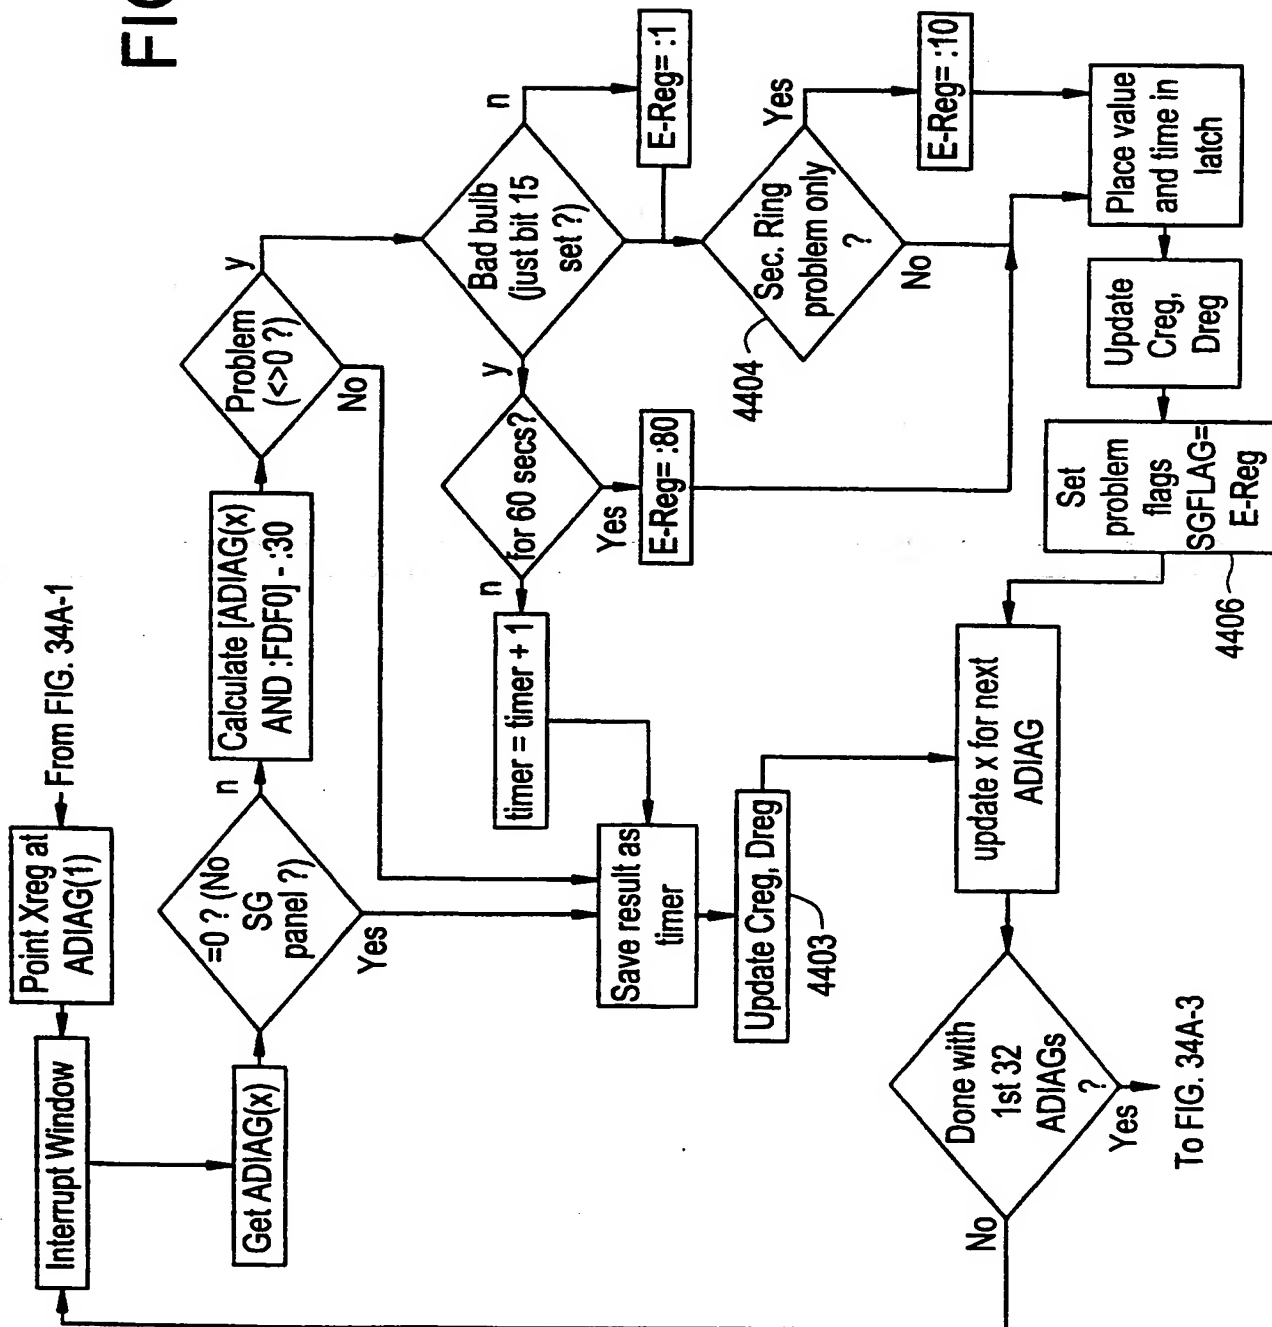 FIG
From FIG. 34A-1
Point Xreg at
ADIAG(1)
Interrupt Window
Get ADIAG(x)
=0 ? (No
SG
panel ?)
n
Yes
Calculate [ADIAG(x)
AND :FDF0] - :30
Problem
(<>0 ?)
y
No
Bad bulb
(just bit 15
set ?)
n
y
E-Reg= :1
for 60 secs?
n
Yes
timer = timer + 1
E-Reg= :80
Sec. Ring
problem only
?
4404
Yes
No
E-Reg= :10
Place value
and time in
latch
Update
Creg,
Dreg
Set
problem
flags
SGFLAG=
E-Reg
4406
Save result as
timer
Update Creg, Dreg
4403
update x for next
ADIAG
Done with
1st 32
ADIAGs
?
No
Yes
To FIG. 34A-3